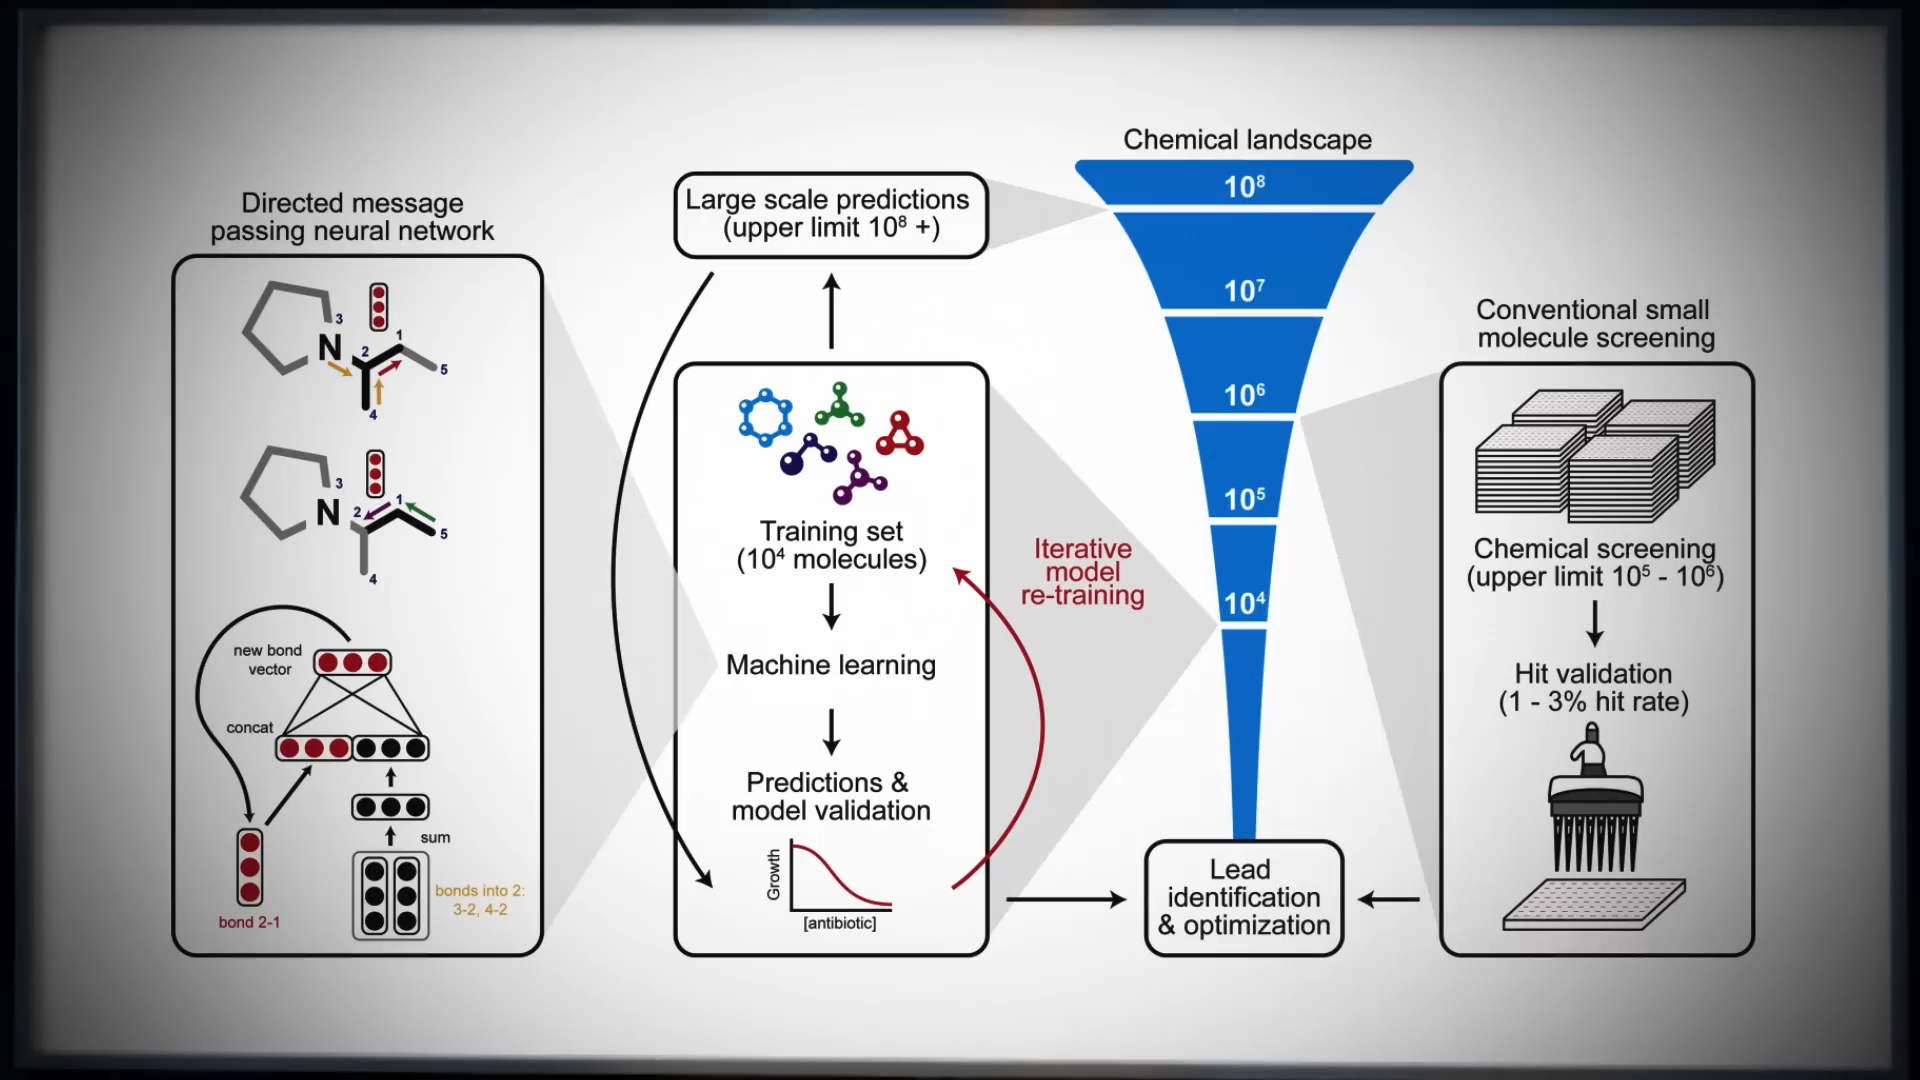 Directed message
passing neural network
3
N
2
1
5
4
3
N
2
1
5
4
new bond
vector
concat
sum
bond 2-1
bonds into 2:
3-2, 4-2
Large scale predictions
(upper limit 10⁸ +)
Training set
(10⁴ molecules)
Machine learning
Predictions &
model validation
Growth
[antibiotic]
Iterative
model
re-training
Chemical landscape
10⁸
10⁷
10⁶
10⁵
10⁴
Lead
identification
& optimization
Conventional small
molecule screening
Chemical screening
(upper limit 10⁵ - 10⁶)
Hit validation
(1 - 3% hit rate)